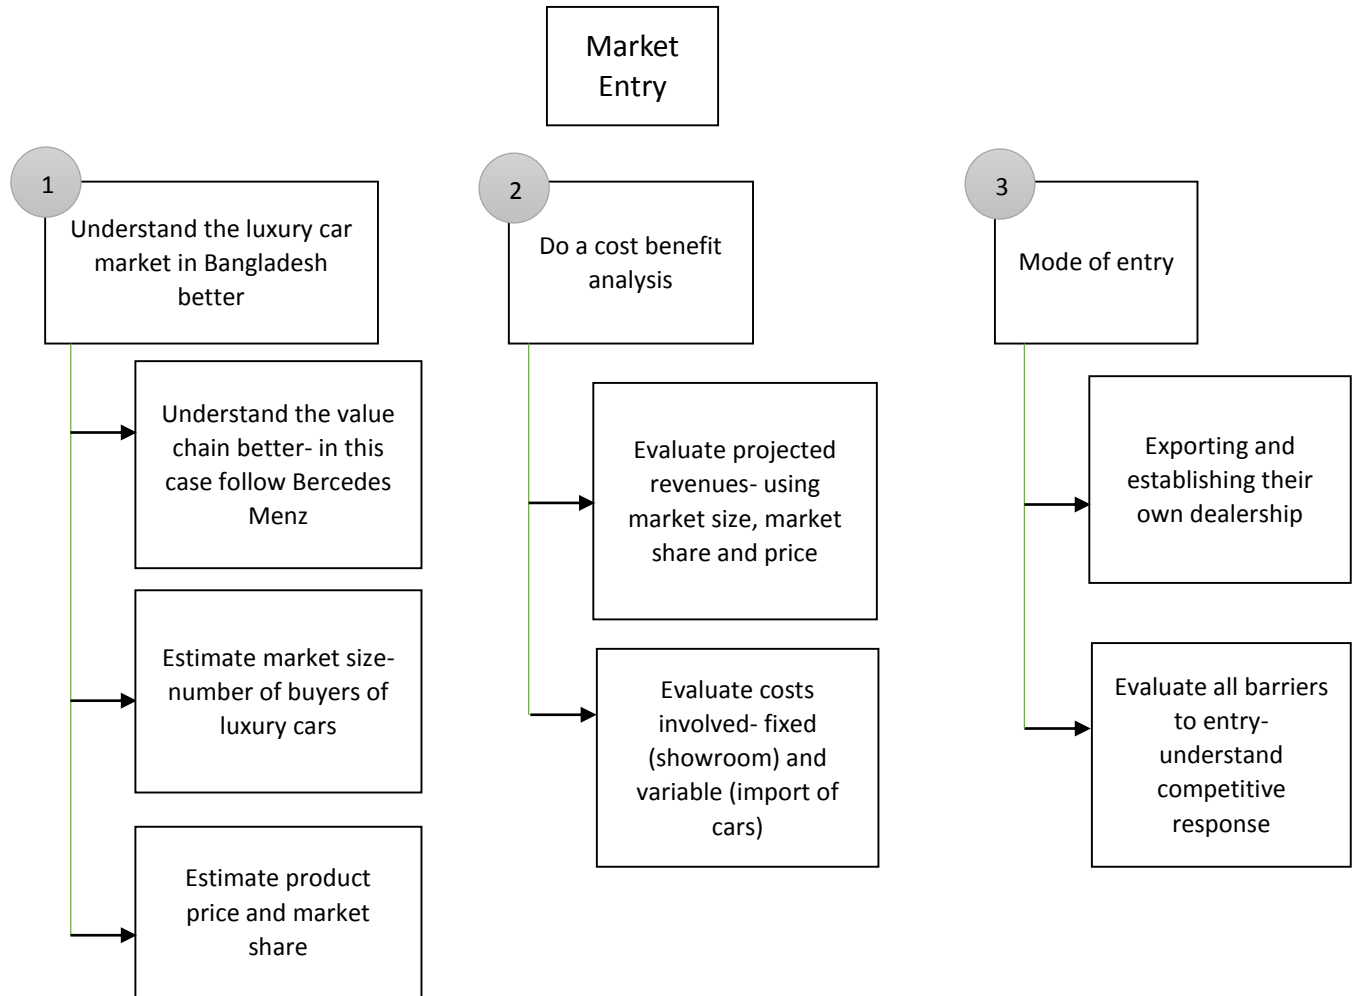 Market
Entry
1
Understand the luxury car
market in Bangladesh
better
Understand the value
chain better- in this
case follow Bercedes
Menz
Estimate market size-
number of buyers of
luxury cars
Estimate product
price and market
share
2
Do a cost benefit
analysis
Evaluate projected
revenues- using
market size, market
share and price
Evaluate costs
involved- fixed
(showroom) and
variable (import of
cars)
3
Mode of entry
Exporting and
establishing their
own dealership
Evaluate all barriers
to entry-
understand
competitive
response